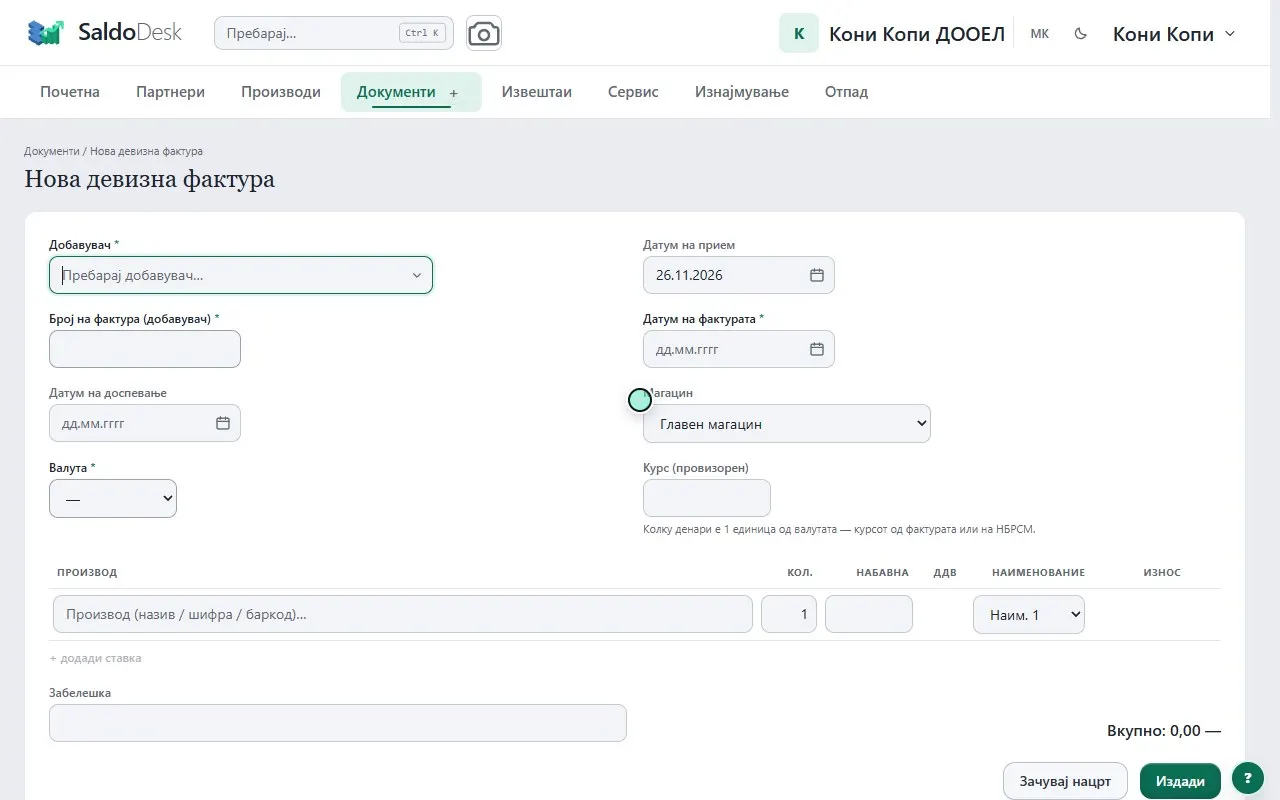 SaldoDesk
Пребарај...
Ctrl K
К
Кони Копи ДООЕЛ
МК
Кони Копи
Почетна
Партнери
Производи
Документи +
Извештаи
Сервис
Изнајмување
Отпад
Документи / Нова девизна фактура
Нова девизна фактура
Добавувач *
Датум на прием
Пребарај добавувач...
26.11.2026
Број на фактура (добавувач) *
Датум на фактурата *
дд.мм.гггг
Датум на доспевање
Магацин
дд.мм.гггг
Главен магацин
Валута *
Курс (провизорен)
—
Колку денари е 1 единица од валутата — курсот од фактурата или на НБРСМ.
ПРОИЗВОД
КОЛ.
НАБАВНА
ДДВ
НАИМЕНОВАНИЕ
ИЗНОС
Производ (назив / шифра / баркод)...
1
Наим. 1
+ додади ставка
Забелешка
Вкупно: 0,00 —
Зачувај нацрт
Издади
?